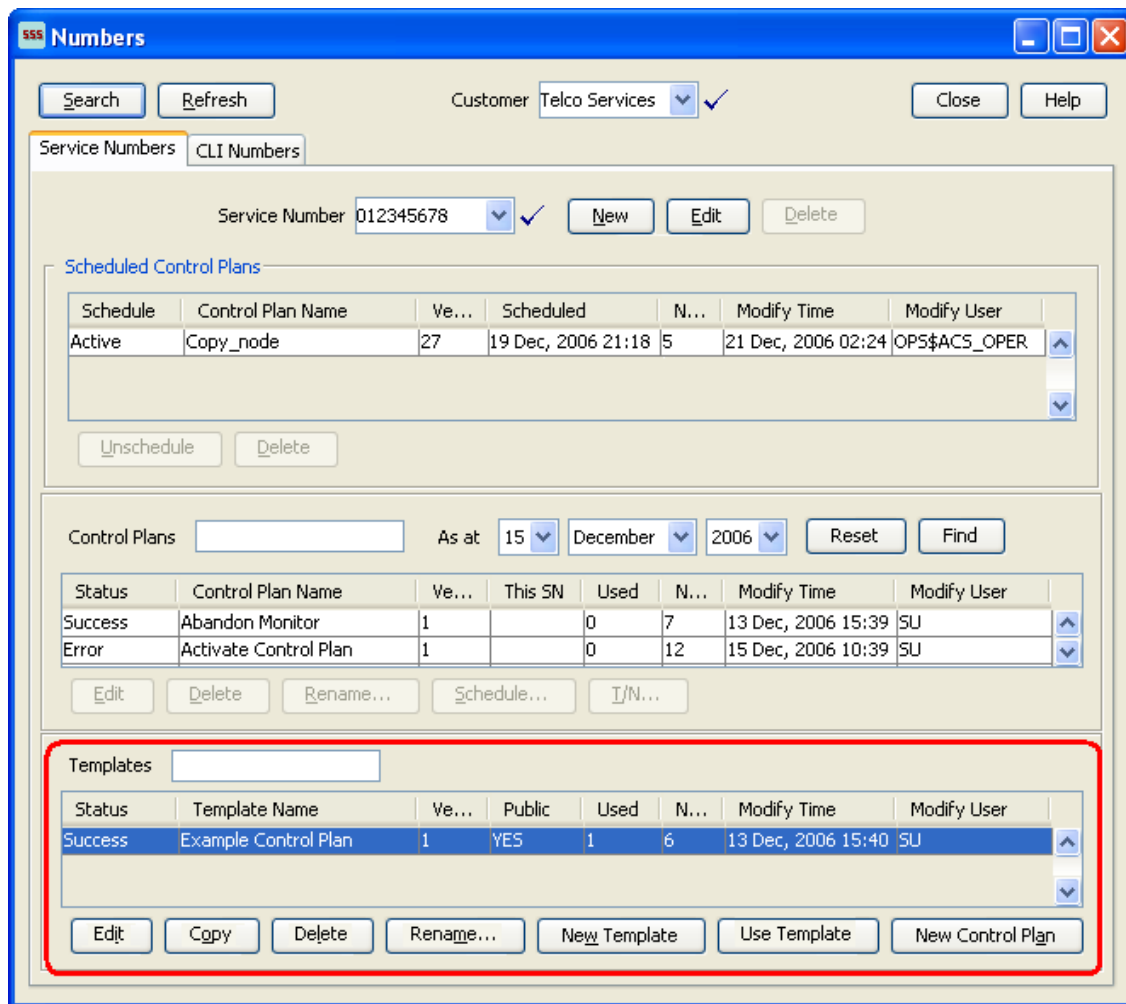 SSS Numbers
Search Refresh Customer Telco Services Close Help
Service Numbers CLI Numbers
Service Number 012345678 New Edit Delete
Scheduled Control Plans
Schedule Control Plan Name Ve... Scheduled N... Modify Time Modify User
Active Copy_node 27 19 Dec, 2006 21:18 5 21 Dec, 2006 02:24 OPS$ACS_OPER
Unschedule Delete
Control Plans As at 15 December 2006 Reset Find
Status Control Plan Name Ve... This SN Used N... Modify Time Modify User
Success Abandon Monitor 1 0 7 13 Dec, 2006 15:39 SU
Error Activate Control Plan 1 0 12 15 Dec, 2006 10:39 SU
Edit Delete Rename... Schedule... T/N...
Templates
Status Template Name Ve... Public Used N... Modify Time Modify User
Success Example Control Plan 1 YES 1 6 13 Dec, 2006 15:40 SU
Edit Copy Delete Rename... New Template Use Template New Control Plan